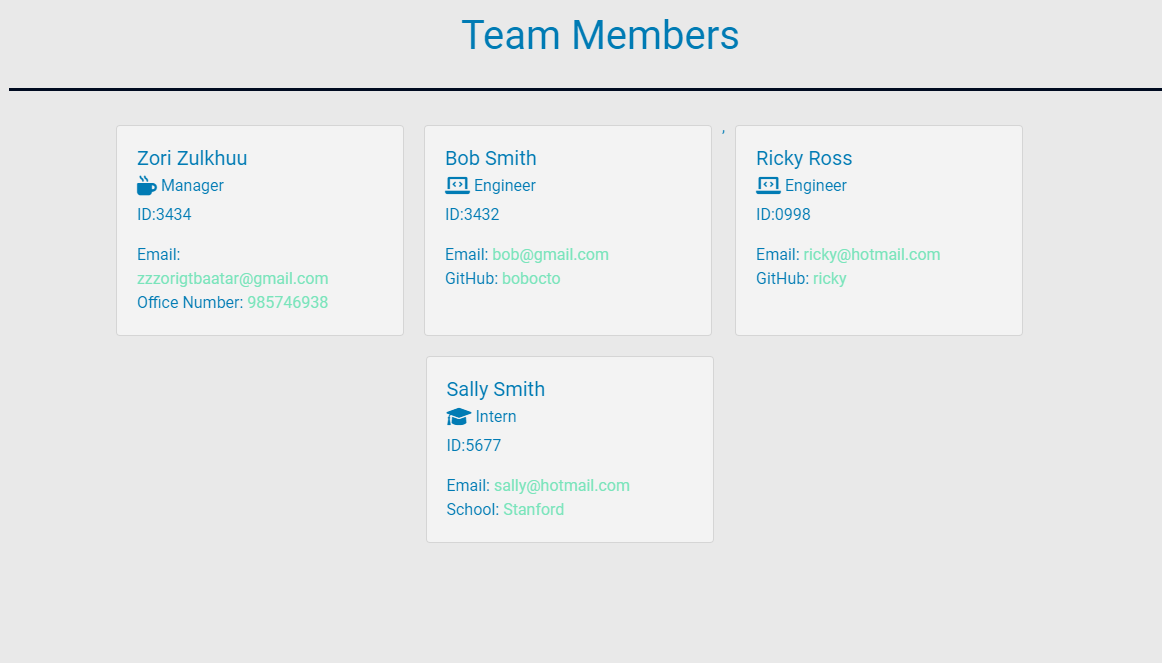 Team Members
Zori Zulkhuu
Manager
ID:3434
Email:
zzzorigtbaatar@gmail.com
Office Number: 985746938
Bob Smith
Engineer
ID:3432
Email: bob@gmail.com
GitHub: bobocto
,
Ricky Ross
Engineer
ID:0998
Email: ricky@hotmail.com
GitHub: ricky
Sally Smith
Intern
ID:5677
Email: sally@hotmail.com
School: Stanford